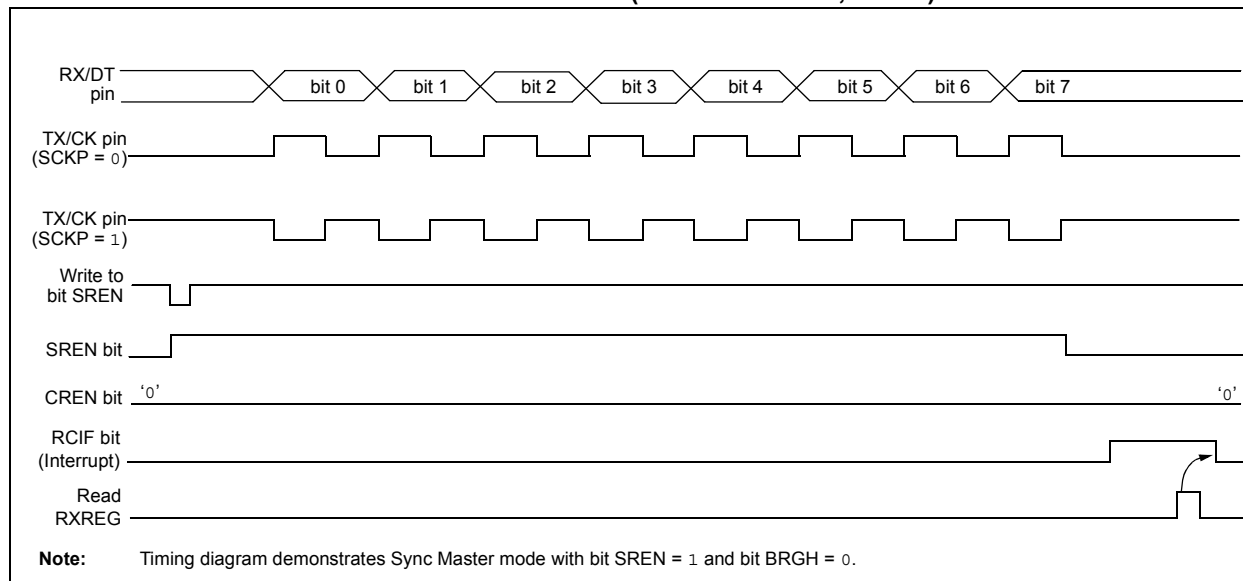 RX/DT
pin
bit 0 bit 1 bit 2 bit 3 bit 4 bit 5 bit 6 bit 7
TX/CK pin
(SCKP = 0)
TX/CK pin
(SCKP = 1)
Write to
bit SREN
SREN bit
CREN bit ‘0’ ‘0’
RCIF bit
(Interrupt)
Read
RXREG
Note: Timing diagram demonstrates Sync Master mode with bit SREN = 1 and bit BRGH = 0.